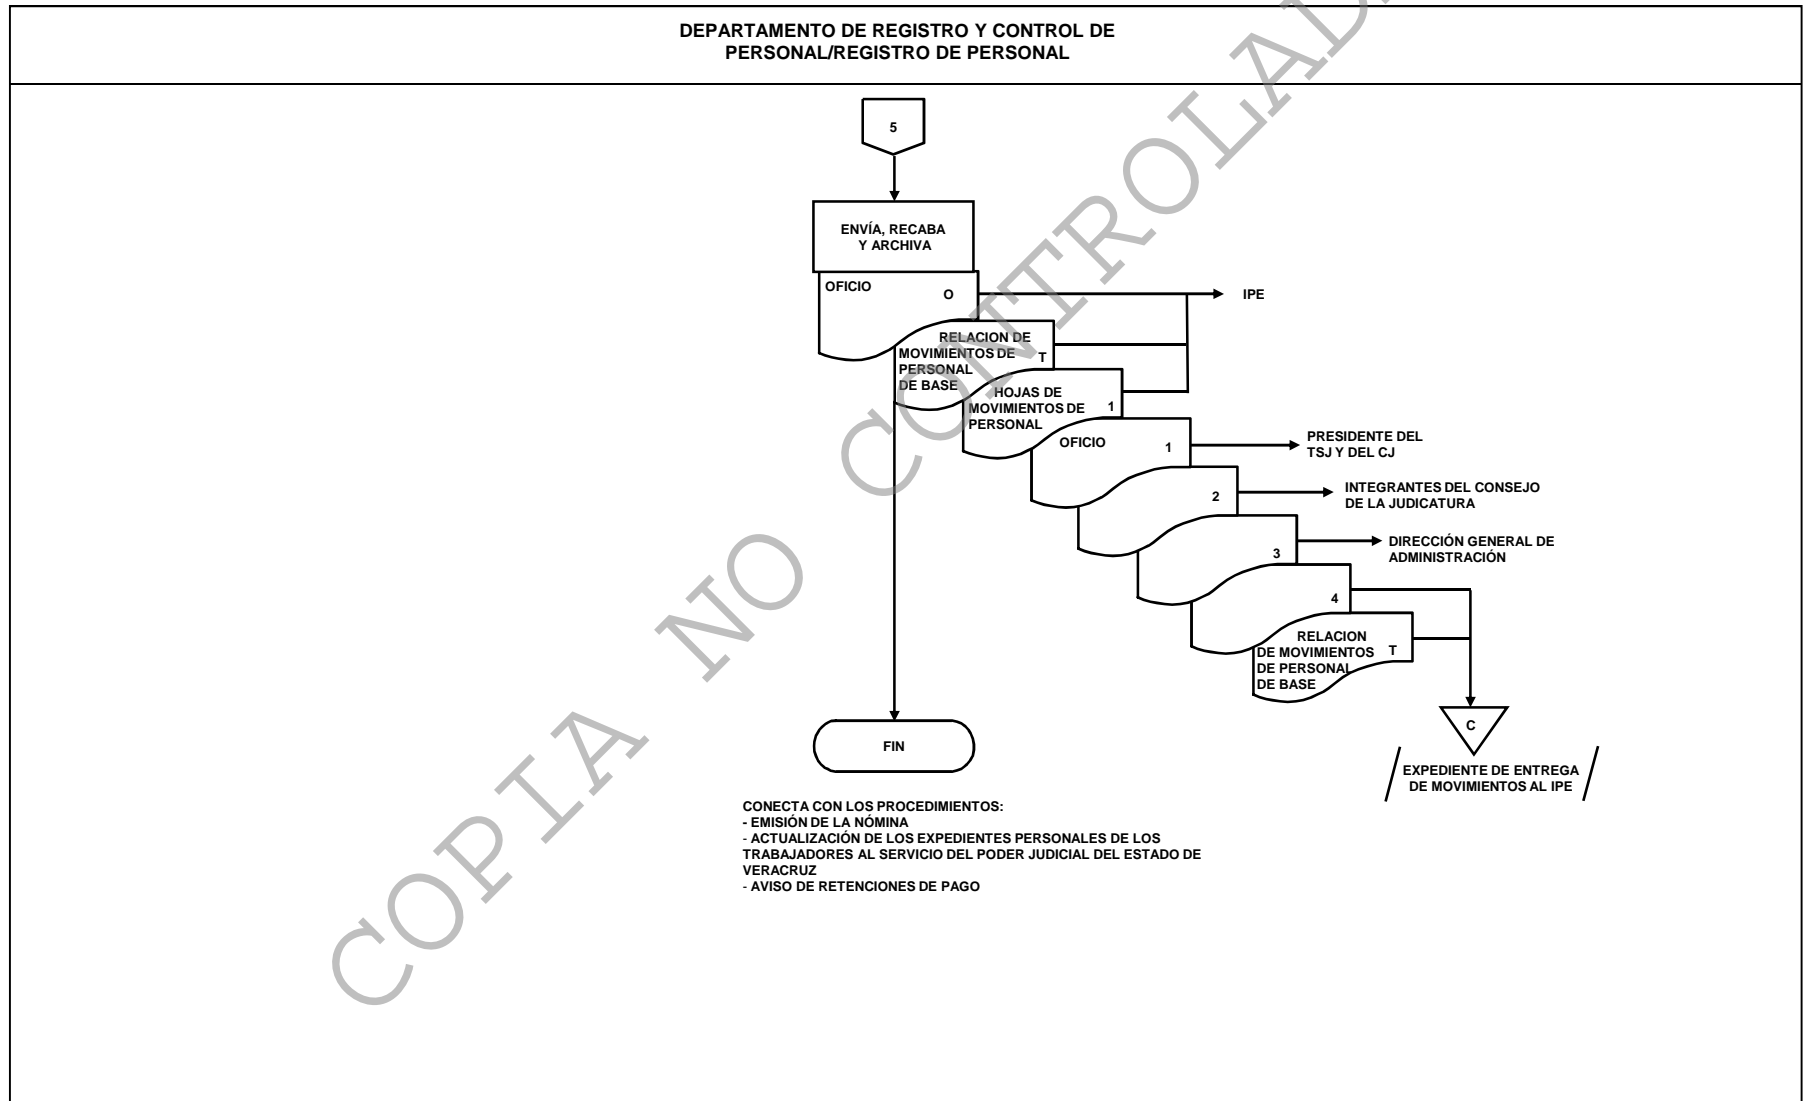 DEPARTAMENTO DE REGISTRO Y CONTROL DE
PERSONAL/REGISTRO DE PERSONAL
5
ENVÍA, RECABA
Y ARCHIVA
OFICIO
O
IPE
RELACION DE
MOVIMIENTOS DE
PERSONAL
DE BASE
T
HOJAS DE
MOVIMIENTOS DE
PERSONAL
1
OFICIO
1
PRESIDENTE DEL
TSJ Y DEL CJ
2
INTEGRANTES DEL CONSEJO
DE LA JUDICATURA
3
DIRECCIÓN GENERAL DE
ADMINISTRACIÓN
4
RELACION
DE MOVIMIENTOS
DE PERSONAL
DE BASE
T
C
EXPEDIENTE DE ENTREGA
DE MOVIMIENTOS AL IPE
FIN
CONECTA CON LOS PROCEDIMIENTOS:
- EMISIÓN DE LA NÓMINA
- ACTUALIZACIÓN DE LOS EXPEDIENTES PERSONALES DE LOS
TRABAJADORES AL SERVICIO DEL PODER JUDICIAL DEL ESTADO DE
VERACRUZ
- AVISO DE RETENCIONES DE PAGO
COPIA NO CONTROLAD